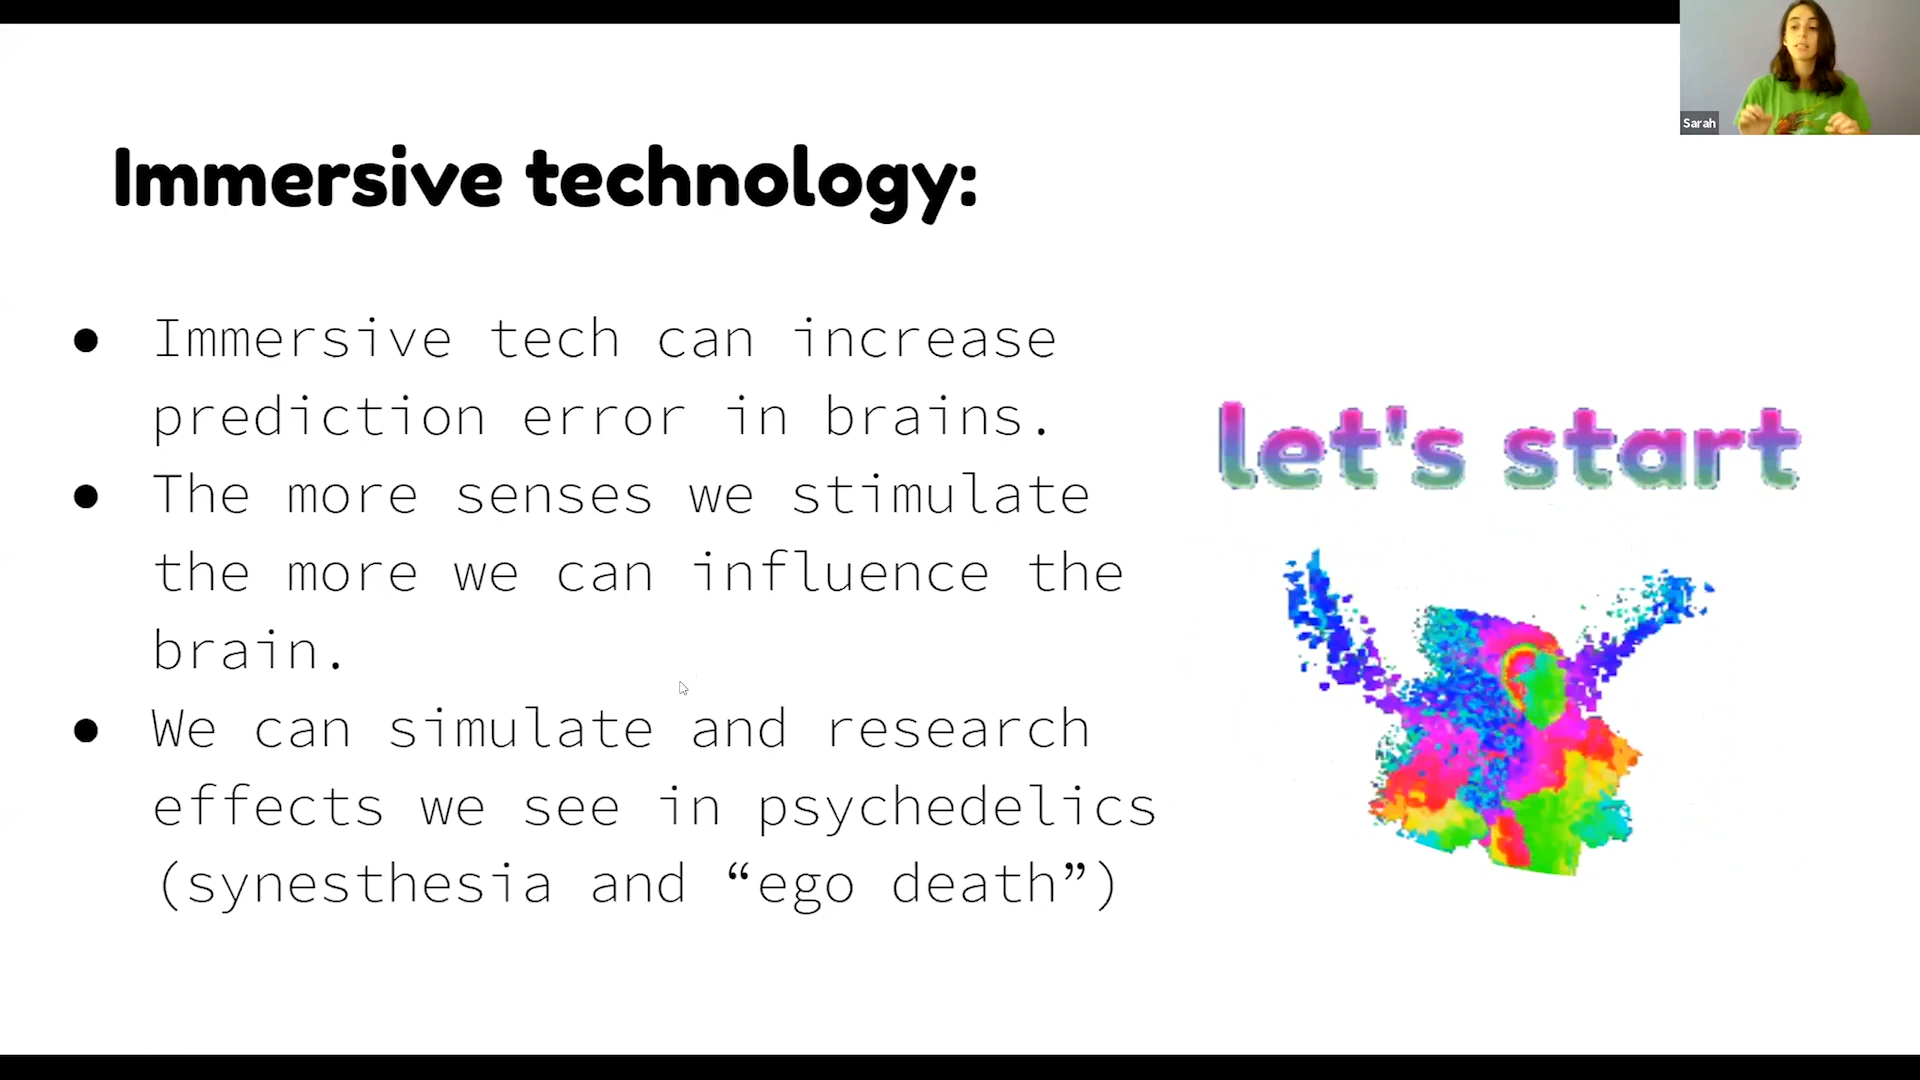 Sarah
Immersive technology:
● Immersive tech can increase
prediction error in brains.
● The more senses we stimulate
the more we can influence the
brain.
● We can simulate and research
effects we see in psychedelics
(synesthesia and “ego death”)
let's start